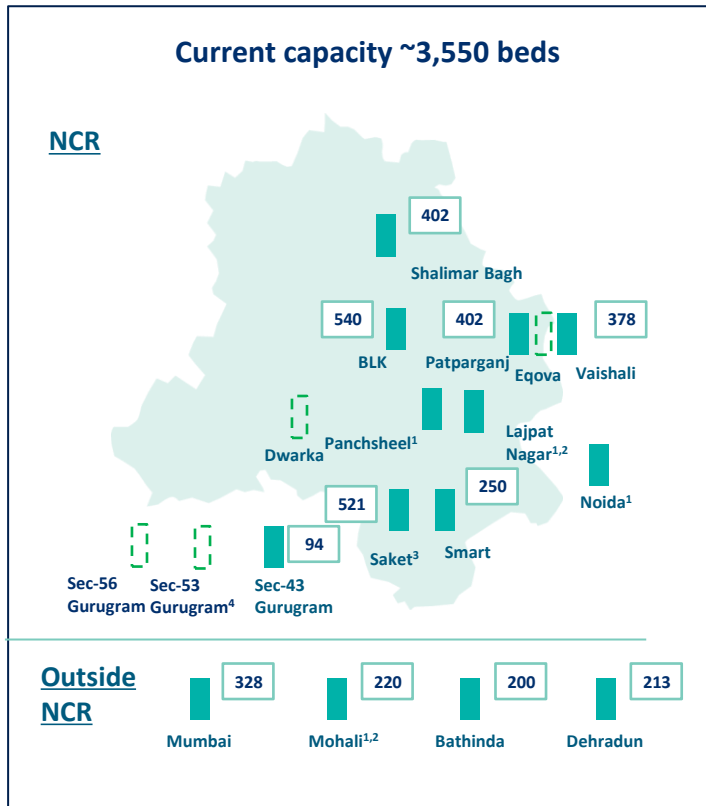 Current capacity ~3,550 beds
NCR
402
Shalimar Bagh
540
BLK
402
Patparganj
Eqova
378
Vaishali
Dwarka
Panchsheel¹
Lajpat
Nagar¹,²
Noida¹
521
Saket³
250
Smart
Sec-56
Gurugram
Sec-53
Gurugram⁴
94
Sec-43
Gurugram
Outside
NCR
328
Mumbai
220
Mohali¹,²
200
Bathinda
213
Dehradun